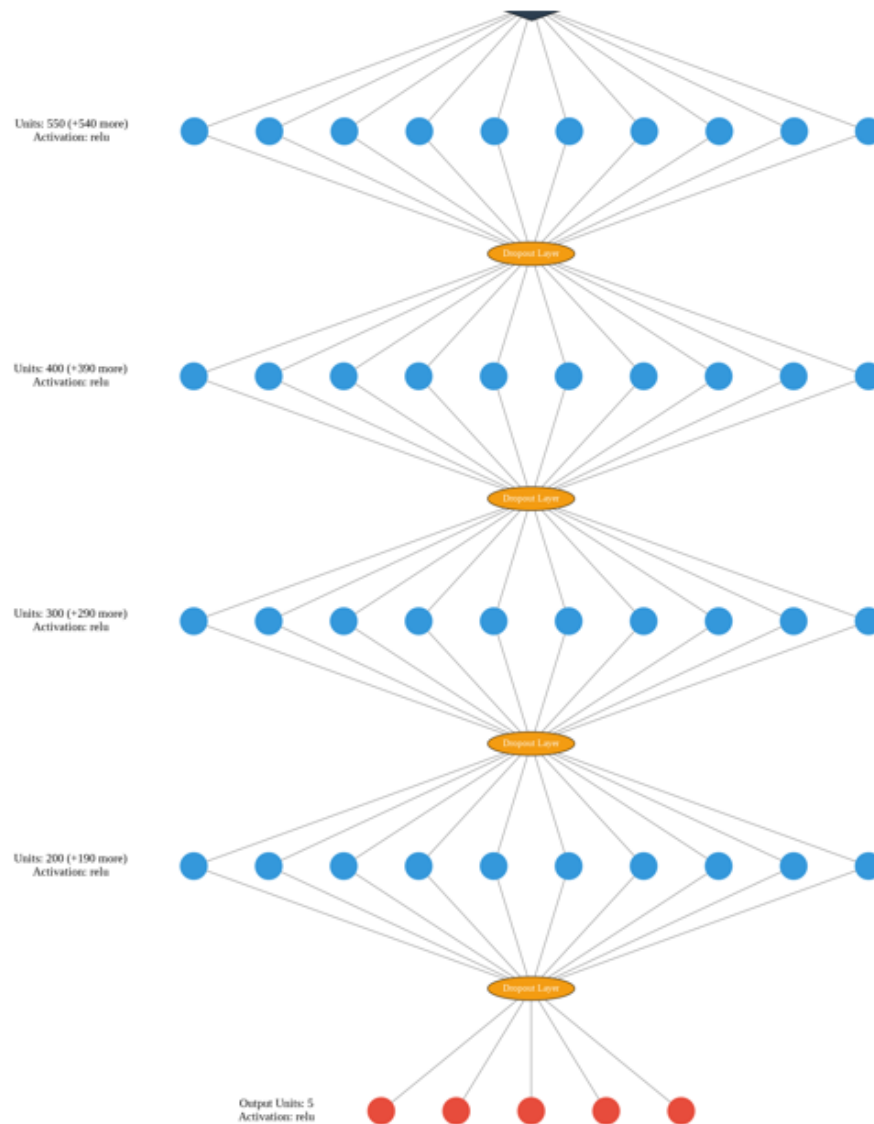 Units: 550 (+540 more)
Activation: relu
Dropout Layer
Units: 400 (+390 more)
Activation: relu
Dropout Layer
Units: 300 (+290 more)
Activation: relu
Dropout Layer
Units: 200 (+190 more)
Activation: relu
Dropout Layer
Output Units: 5
Activation: relu